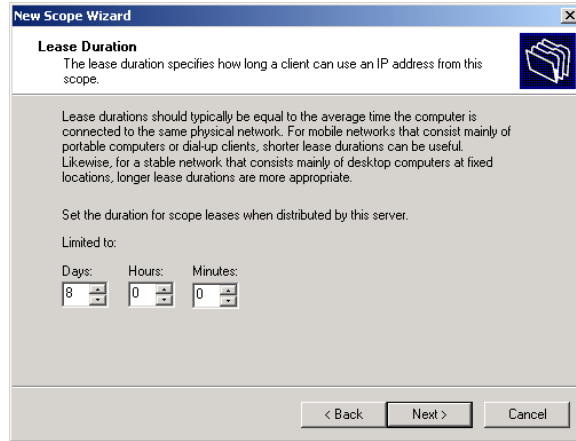 New Scope Wizard
Lease Duration
The lease duration specifies how long a client can use an IP address from this
scope.
Lease durations should typically be equal to the average time the computer is
connected to the same physical network. For mobile networks that consist mainly of
portable computers or dial-up clients, shorter lease durations can be useful.
Likewise, for a stable network that consists mainly of desktop computers at fixed
locations, longer lease durations are more appropriate.
Set the duration for scope leases when distributed by this server.
Limited to:
Days: Hours: Minutes:
8 0 0
< Back Next > Cancel